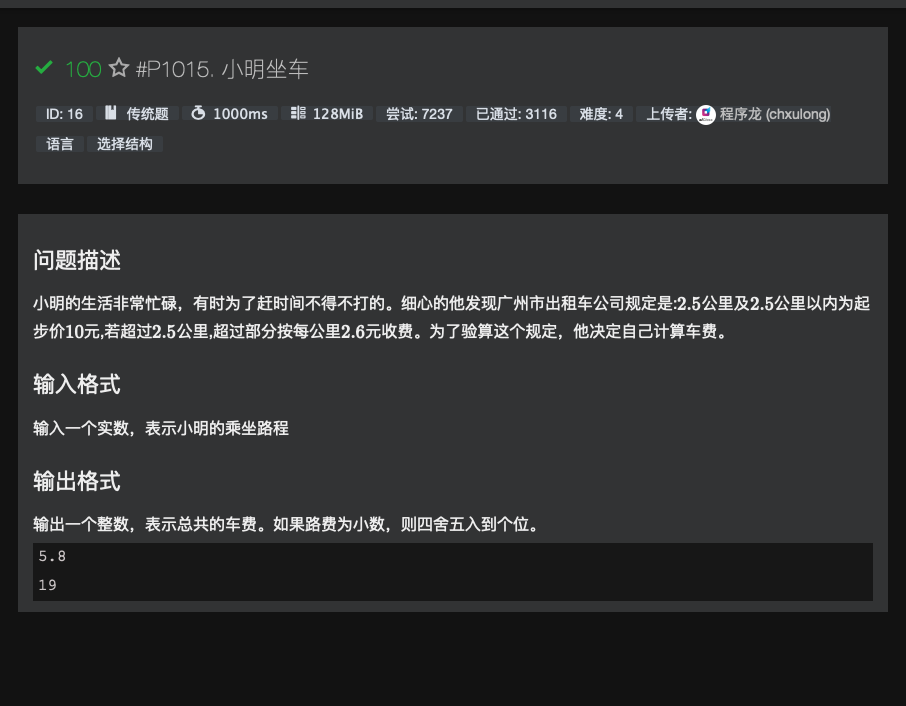 100 #P1015. 小明坐车
ID: 16 传统题 1000ms 128MiB 尝试: 7237 已通过: 3116 难度: 4 上传者: 程序龙 (chxulong)
语言 选择结构
问题描述
小明的生活非常忙碌，有时为了赶时间不得不打的。细心的他发现广州市出租车公司规定是:2.5公里及2.5公里以内为起
步价10元,若超过2.5公里,超过部分按每公里2.6元收费。为了验算这个规定，他决定自己计算车费。
输入格式
输入一个实数，表示小明的乘坐路程
输出格式
输出一个整数，表示总共的车费。如果路费为小数，则四舍五入到个位。
5.8
19